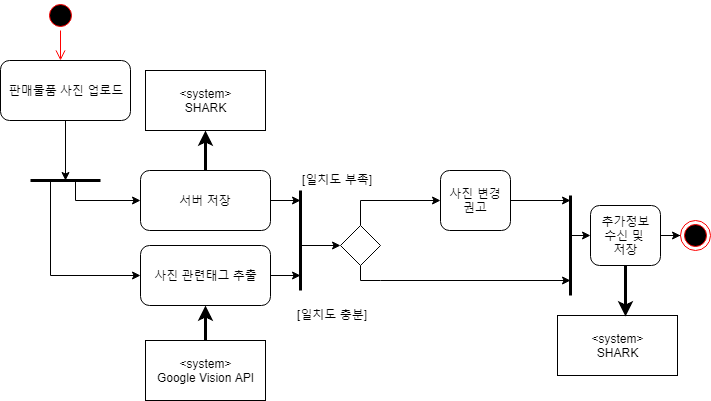 판매물품 사진 업로드
<system>
SHARK
[일치도 부족]
서버 저장
사진 변경
권고
추가정보
수신 및
저장
사진 관련태그 추출
[일치도 충분]
<system>
SHARK
<system>
Google Vision API